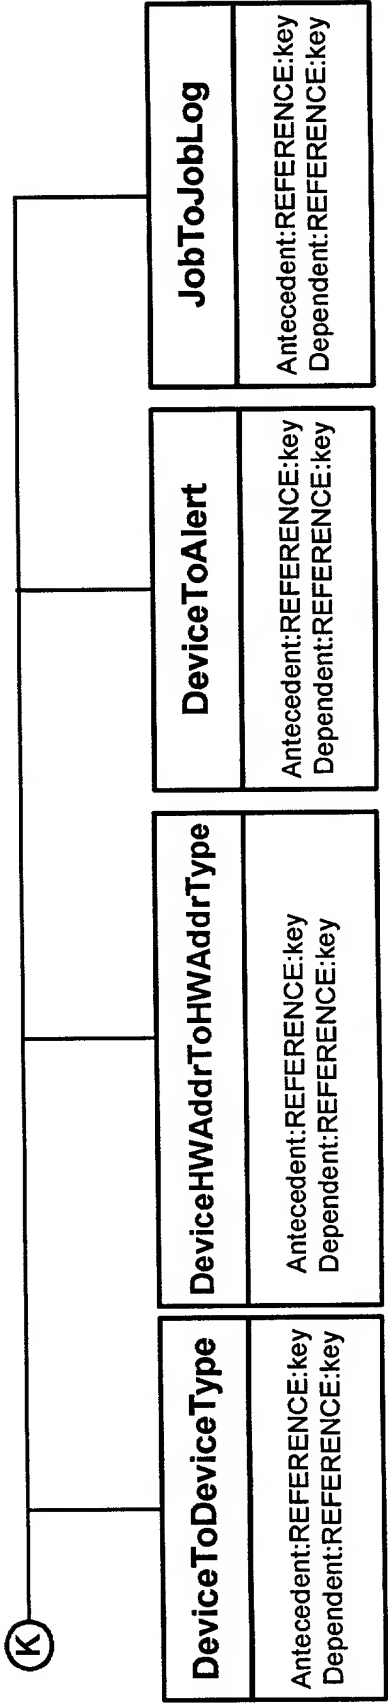 K
DeviceToDeviceType
Antecedent:REFERENCE:key
Dependent:REFERENCE:key
DeviceHWAddrToHWAddrType
Antecedent:REFERENCE:key
Dependent:REFERENCE:key
DeviceToAlert
Antecedent:REFERENCE:key
Dependent:REFERENCE:key
JobToJobLog
Antecedent:REFERENCE:key
Dependent:REFERENCE:key